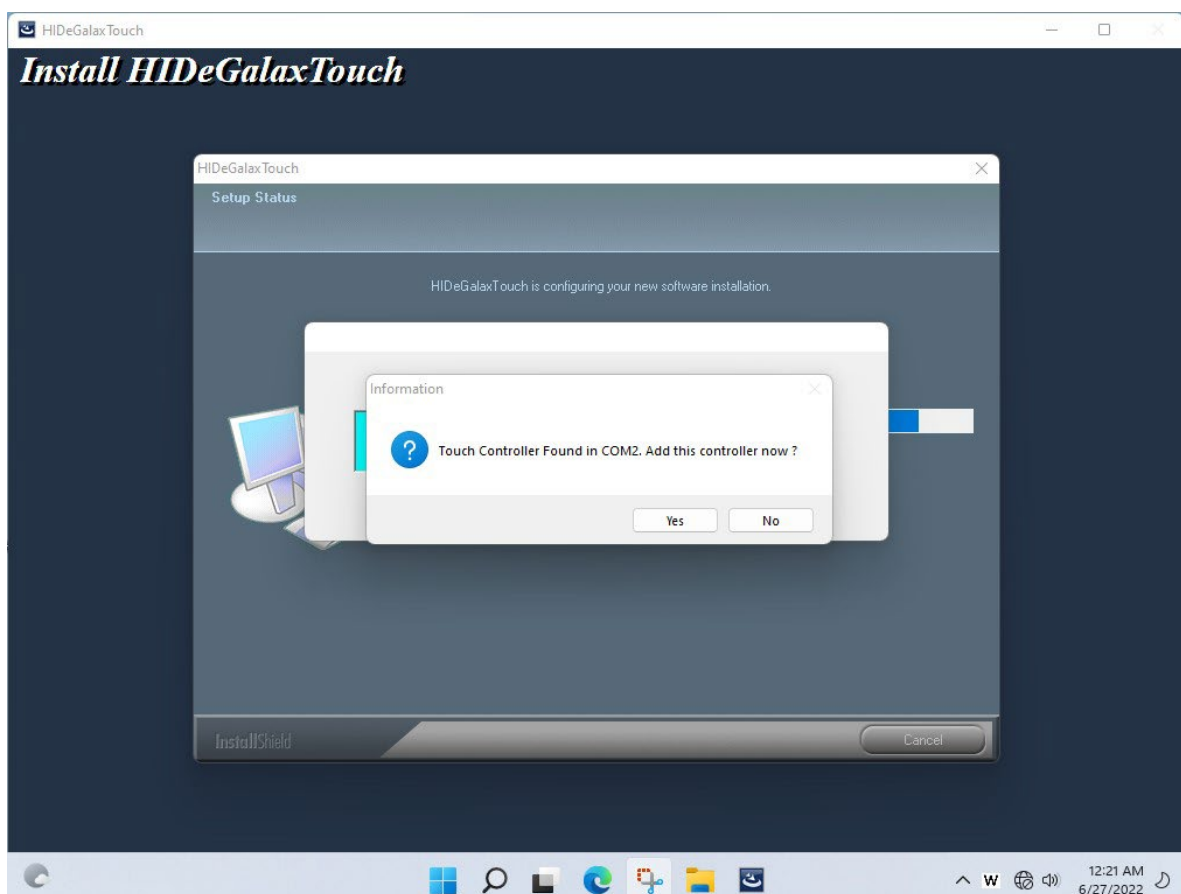 HIDeGalaxTouch
Install HIDeGalaxTouch
HIDeGalaxTouch
Setup Status
HIDeGalaxTouch is configuring your new software installation.
Information
Touch Controller Found in COM2. Add this controller now ?
Yes
No
InstallShield
Cancel
W
12:21 AM
6/27/2022